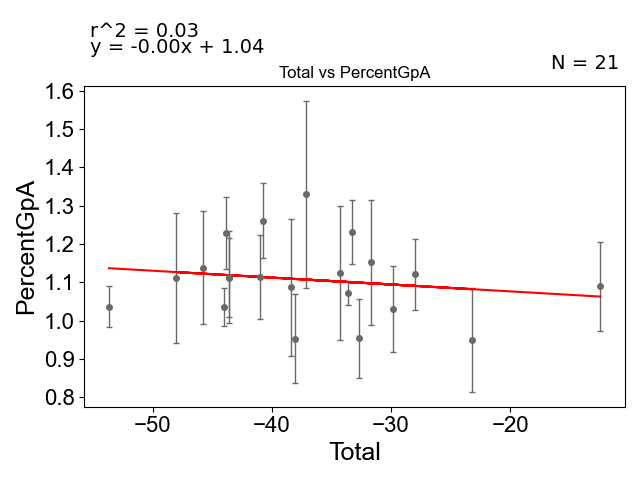 r^2 = 0.03
y = -0.00x + 1.04
N = 21
Total vs PercentGpA
PercentGpA
1.6
1.5
1.4
1.3
1.2
1.1
1.0
0.9
0.8
−50
−40
−30
−20
Total